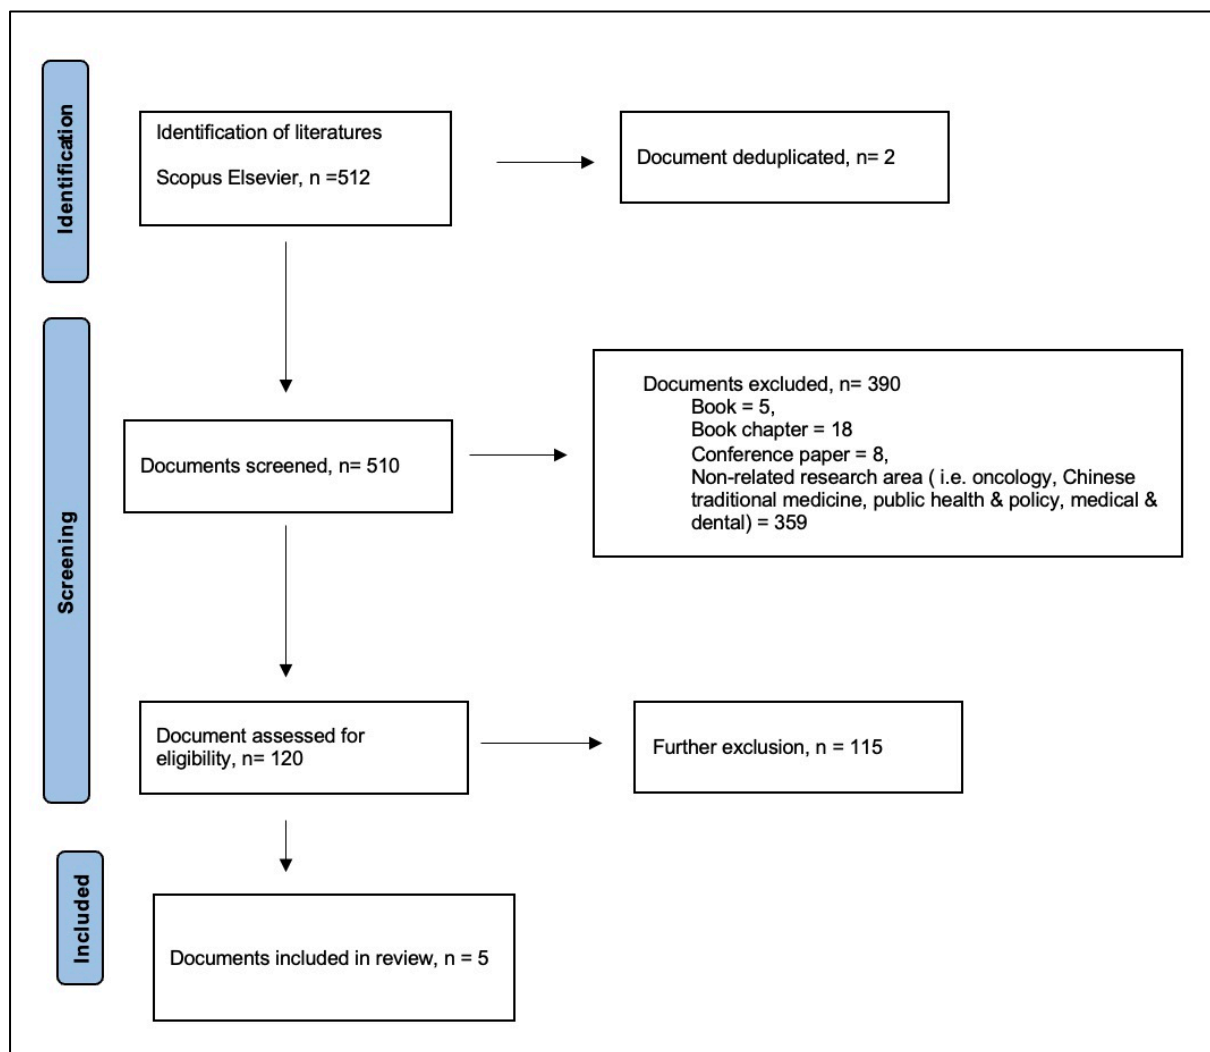 Identification
Identification of literatures
Scopus Elsevier, n =512
Document deduplicated, n= 2
Screening
Documents screened, n= 510
Documents excluded, n= 390
Book = 5,
Book chapter = 18
Conference paper = 8,
Non-related research area ( i.e. oncology, Chinese
traditional medicine, public health & policy, medical &
dental) = 359
Document assessed for
eligibility, n= 120
Further exclusion, n = 115
Included
Documents included in review, n = 5